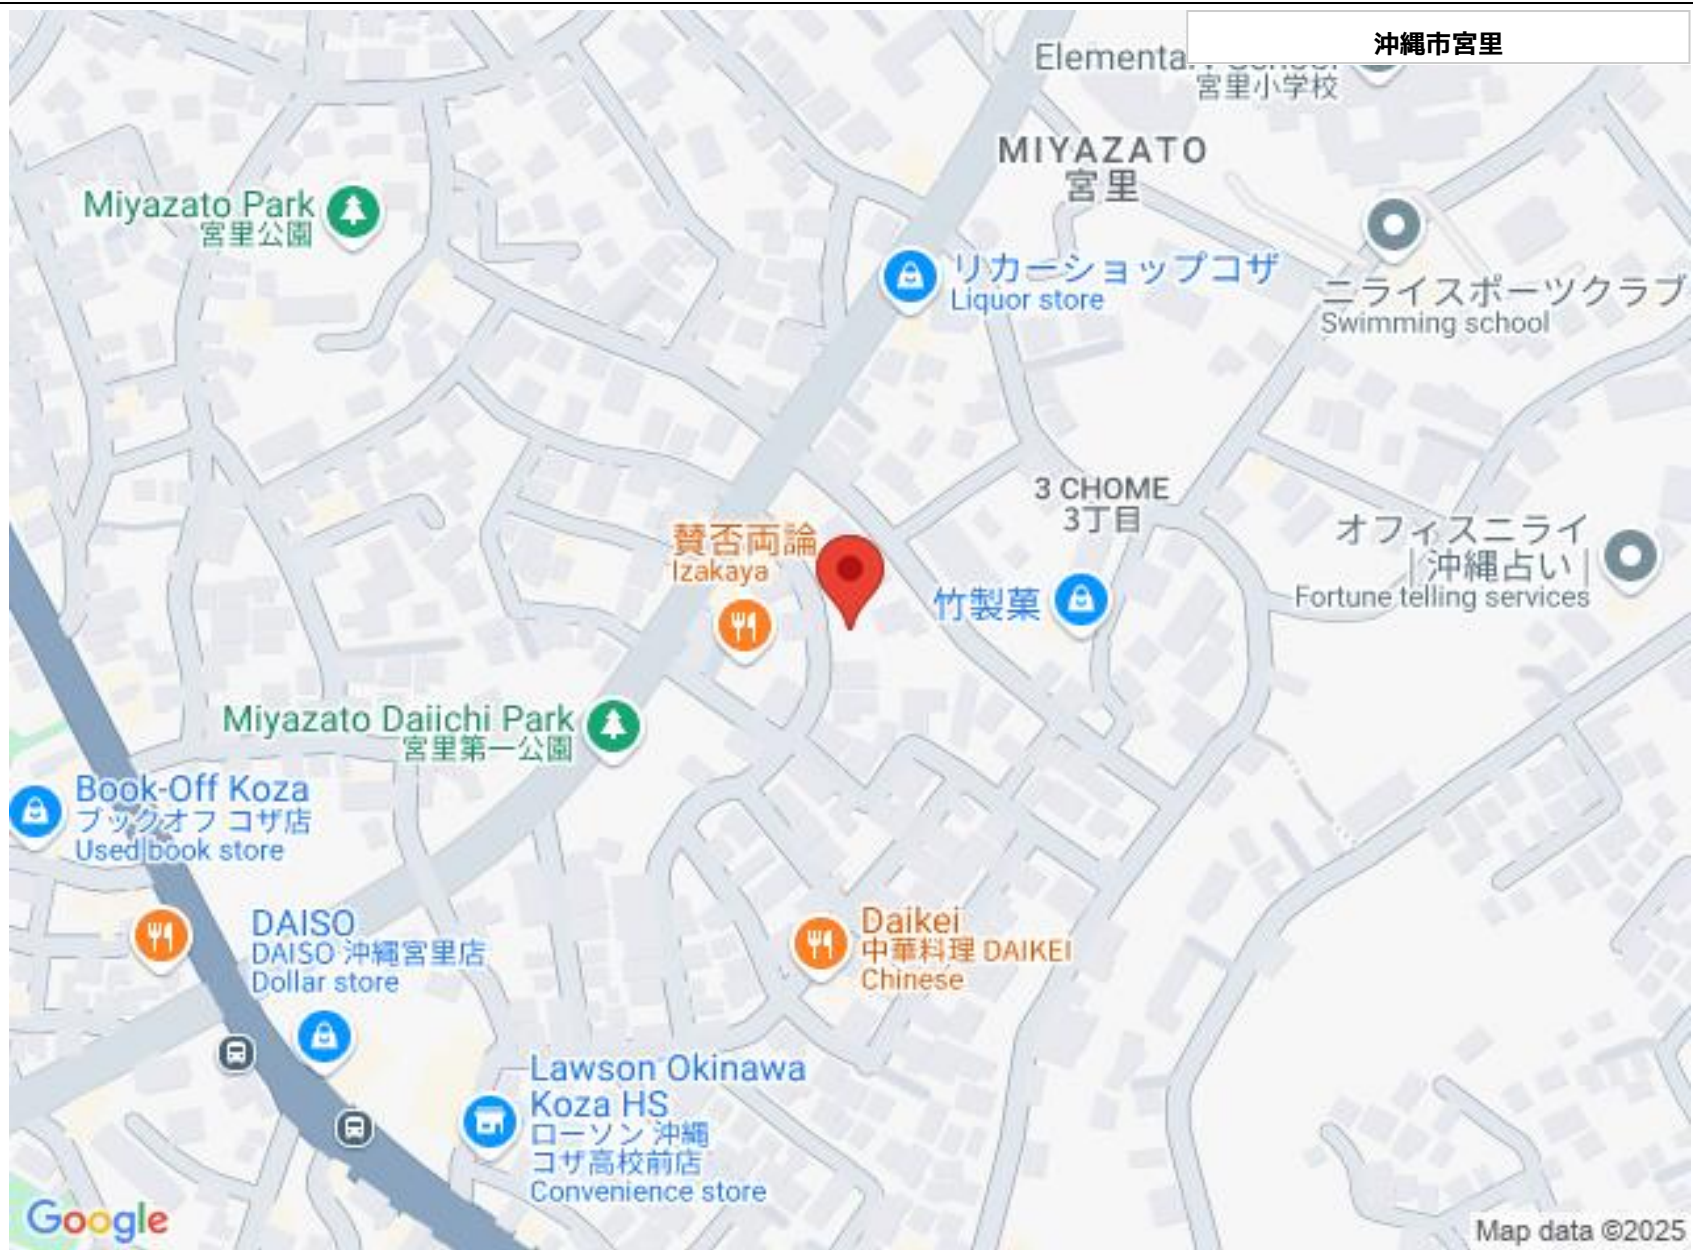 沖縄市宮里
Elementa
宮里小学校
MIYAZATO
宮里
Miyazato Park
宮里公園
リカーショップコザ
Liquor store
ニライスポーツクラブ
Swimming school
3 CHOME
3丁目
賛否両論
Izakaya
オフィスニライ
| 沖縄占い |
Fortune telling services
竹製菓
Miyazato Daiichi Park
宮里第一公園
Book-Off Koza
ブックオフ コザ店
Used book store
DAISO
DAISO 沖縄宮里店
Dollar store
Daikei
中華料理 DAIKEI
Chinese
Lawson Okinawa
Koza HS
ローソン 沖縄
コザ高校前店
Convenience store
Google
Map data ©2025